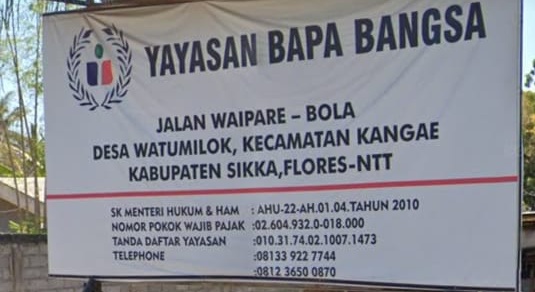 YAYASAN BAPA BANGSA
JALAN WAIPARE – BOLA
DESA WATUMILOK, KECAMATAN KANGAE
KABUPATEN SIKKA,FLORES-NTT
SK MENTERI HUKUM & HAM : AHU-22-AH.01.04.TAHUN 2010
NOMOR POKOK WAJIB PAJAK :02.604.932.0-018.000
TANDA DAFTAR YAYASAN :010.31.74.02.1007.1473
TELEPHONE :08133 922 7744
:0812 3650 0870